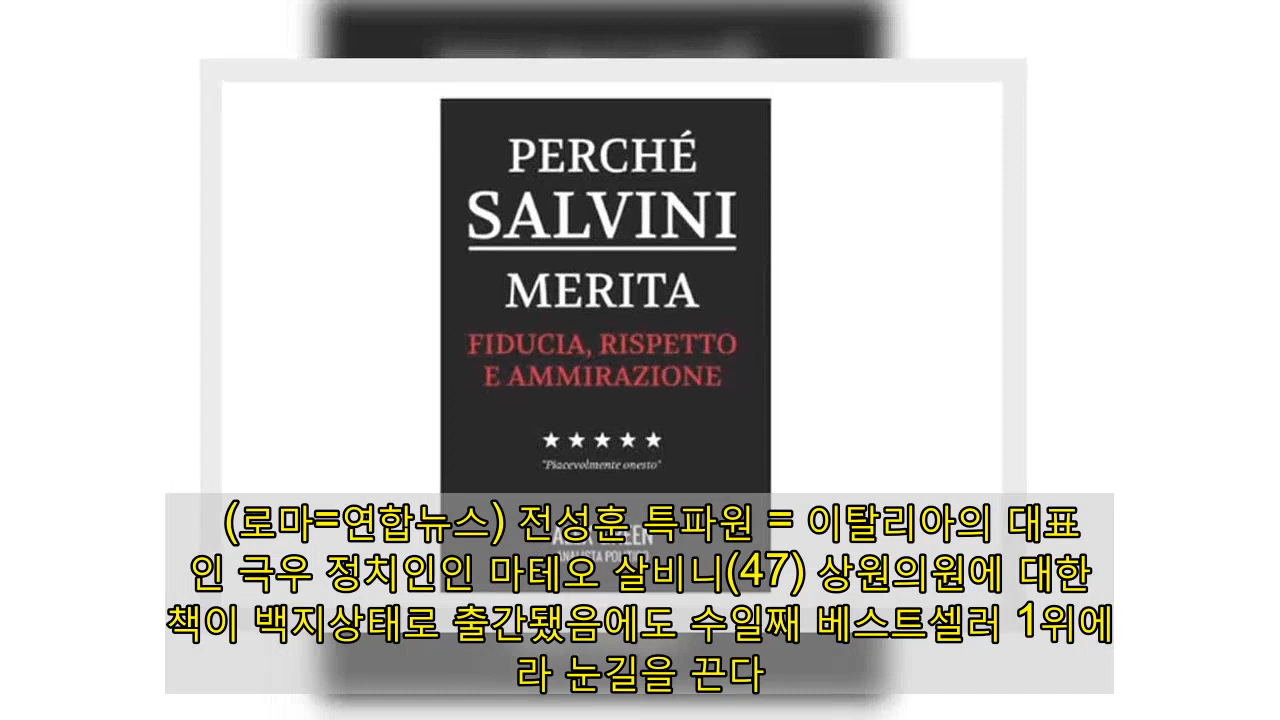 PERCHÉ
SALVINI
MERITA
FIDUCIA, RISPETTO
E AMMIRAZIONE
★★★★★
"Piacevolmente onesto"
(로마=연합뉴스) 전성훈 특파원 = 이탈리아의 대표
인 극우 정치인인 마테오 살비니(47) 상원의원에 대한
책이 백지상태로 출간됐음에도 수일째 베스트셀러 1위에
라 눈길을 끈다
ANALISTA POLITICO